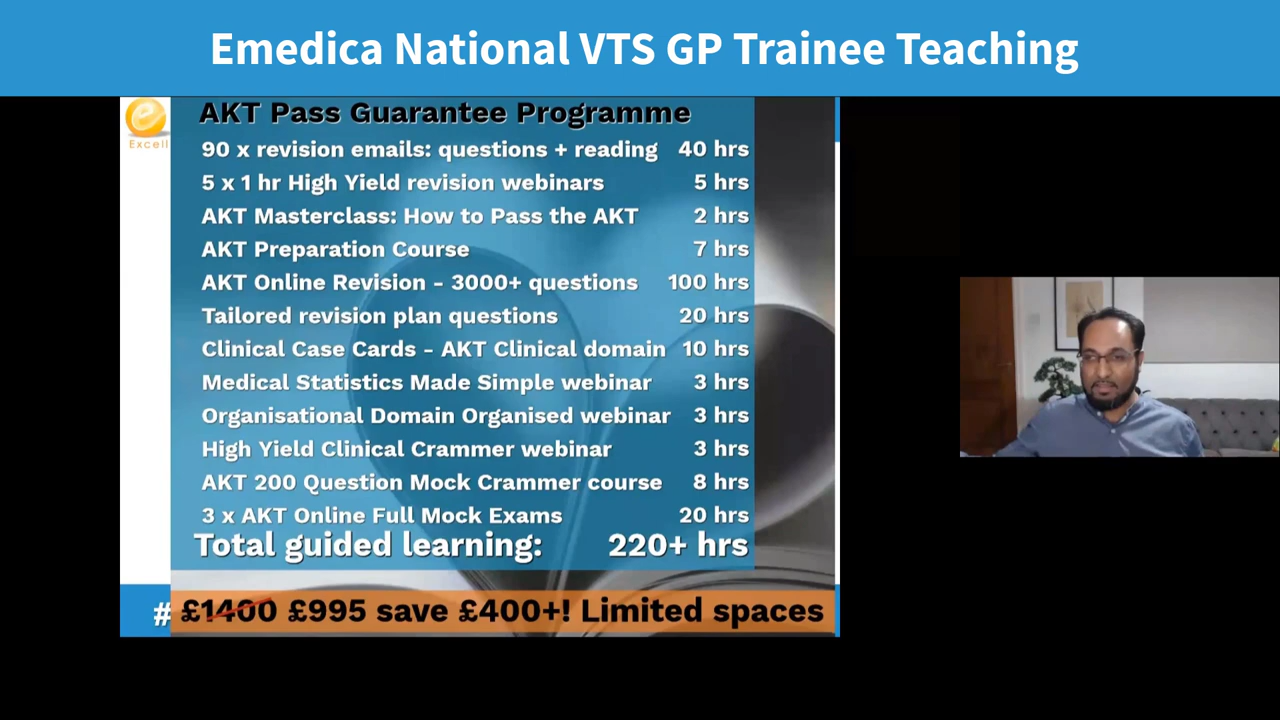 Emedica National VTS GP Trainee Teaching
e
Excell
AKT Pass Guarantee Programme
90 x revision emails: questions + reading 40 hrs
5 x 1 hr High Yield revision webinars 5 hrs
AKT Masterclass: How to Pass the AKT 2 hrs
AKT Preparation Course 7 hrs
AKT Online Revision - 3000+ questions 100 hrs
Tailored revision plan questions 20 hrs
Clinical Case Cards - AKT Clinical domain 10 hrs
Medical Statistics Made Simple webinar 3 hrs
Organisational Domain Organised webinar 3 hrs
High Yield Clinical Crammer webinar 3 hrs
AKT 200 Question Mock Crammer course 8 hrs
3 x AKT Online Full Mock Exams 20 hrs
Total guided learning: 220+ hrs
# £1400 £995 save £400+! Limited spaces